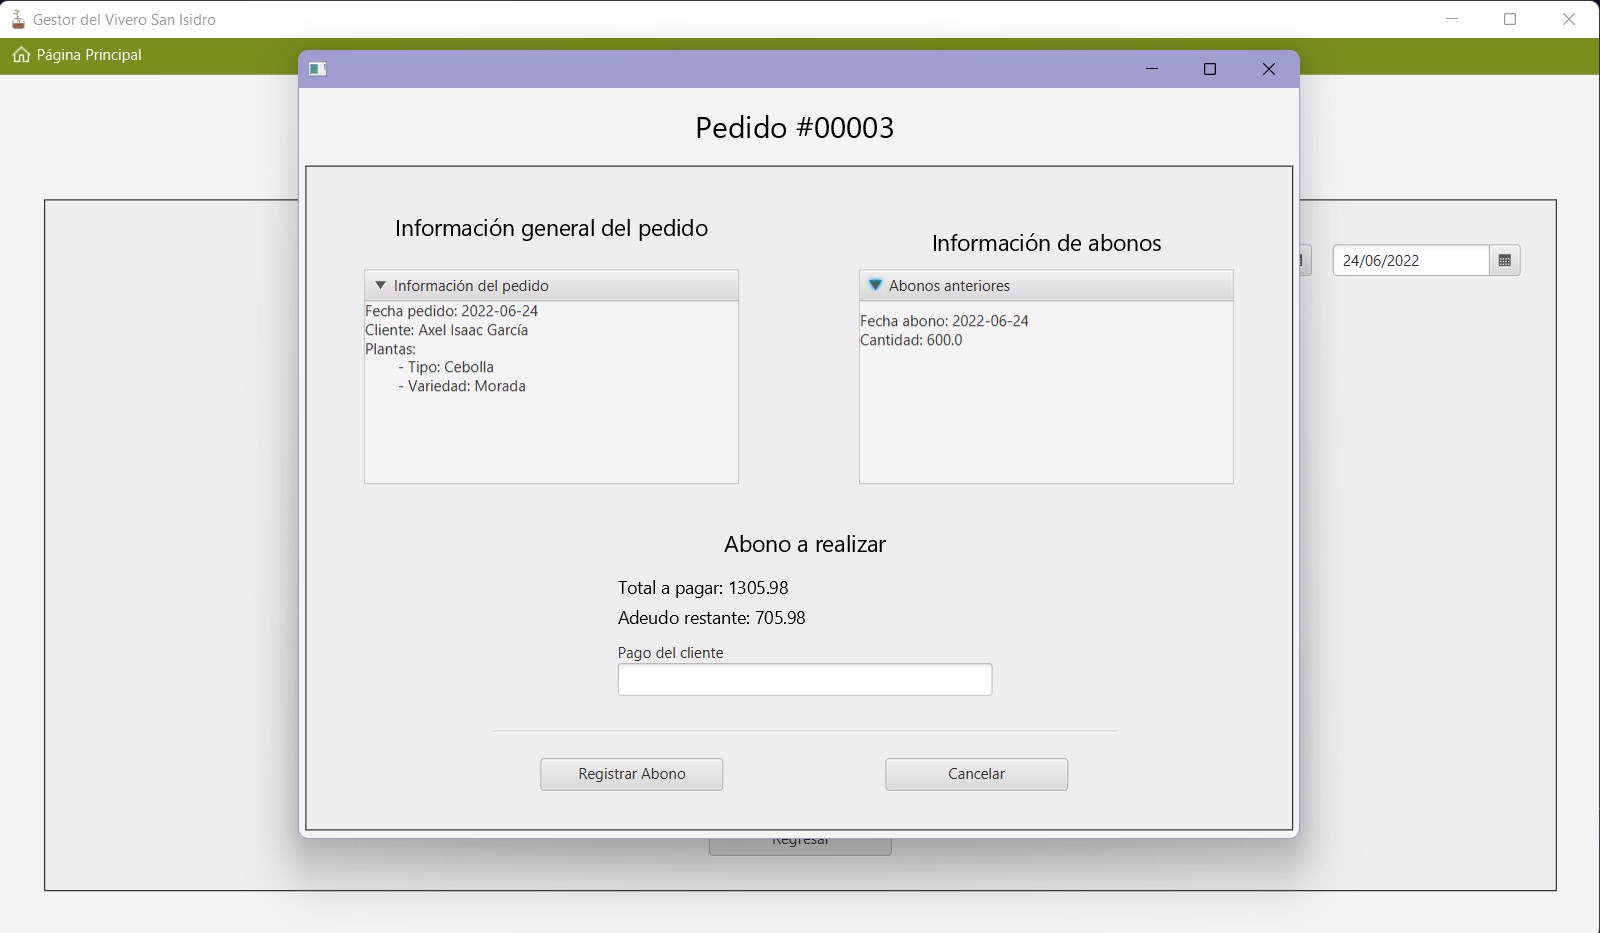 Gestor del Vivero San Isidro
Página Principal
Pedido #00003
Información general del pedido
Información del pedido
Fecha pedido: 2022-06-24
Cliente: Axel Isaac García
Plantas:
- Tipo: Cebolla
- Variedad: Morada
Información de abonos
Abonos anteriores
Fecha abono: 2022-06-24
Cantidad: 600.0
24/06/2022
Abono a realizar
Total a pagar: 1305.98
Adeudo restante: 705.98
Pago del cliente
Registrar Abono
Cancelar
Regresar